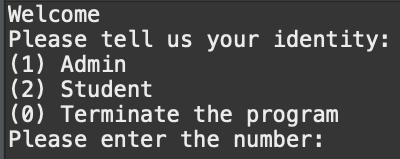 Welcome
Please tell us your identity:
(1) Admin
(2) Student
(0) Terminate the program
Please enter the number: